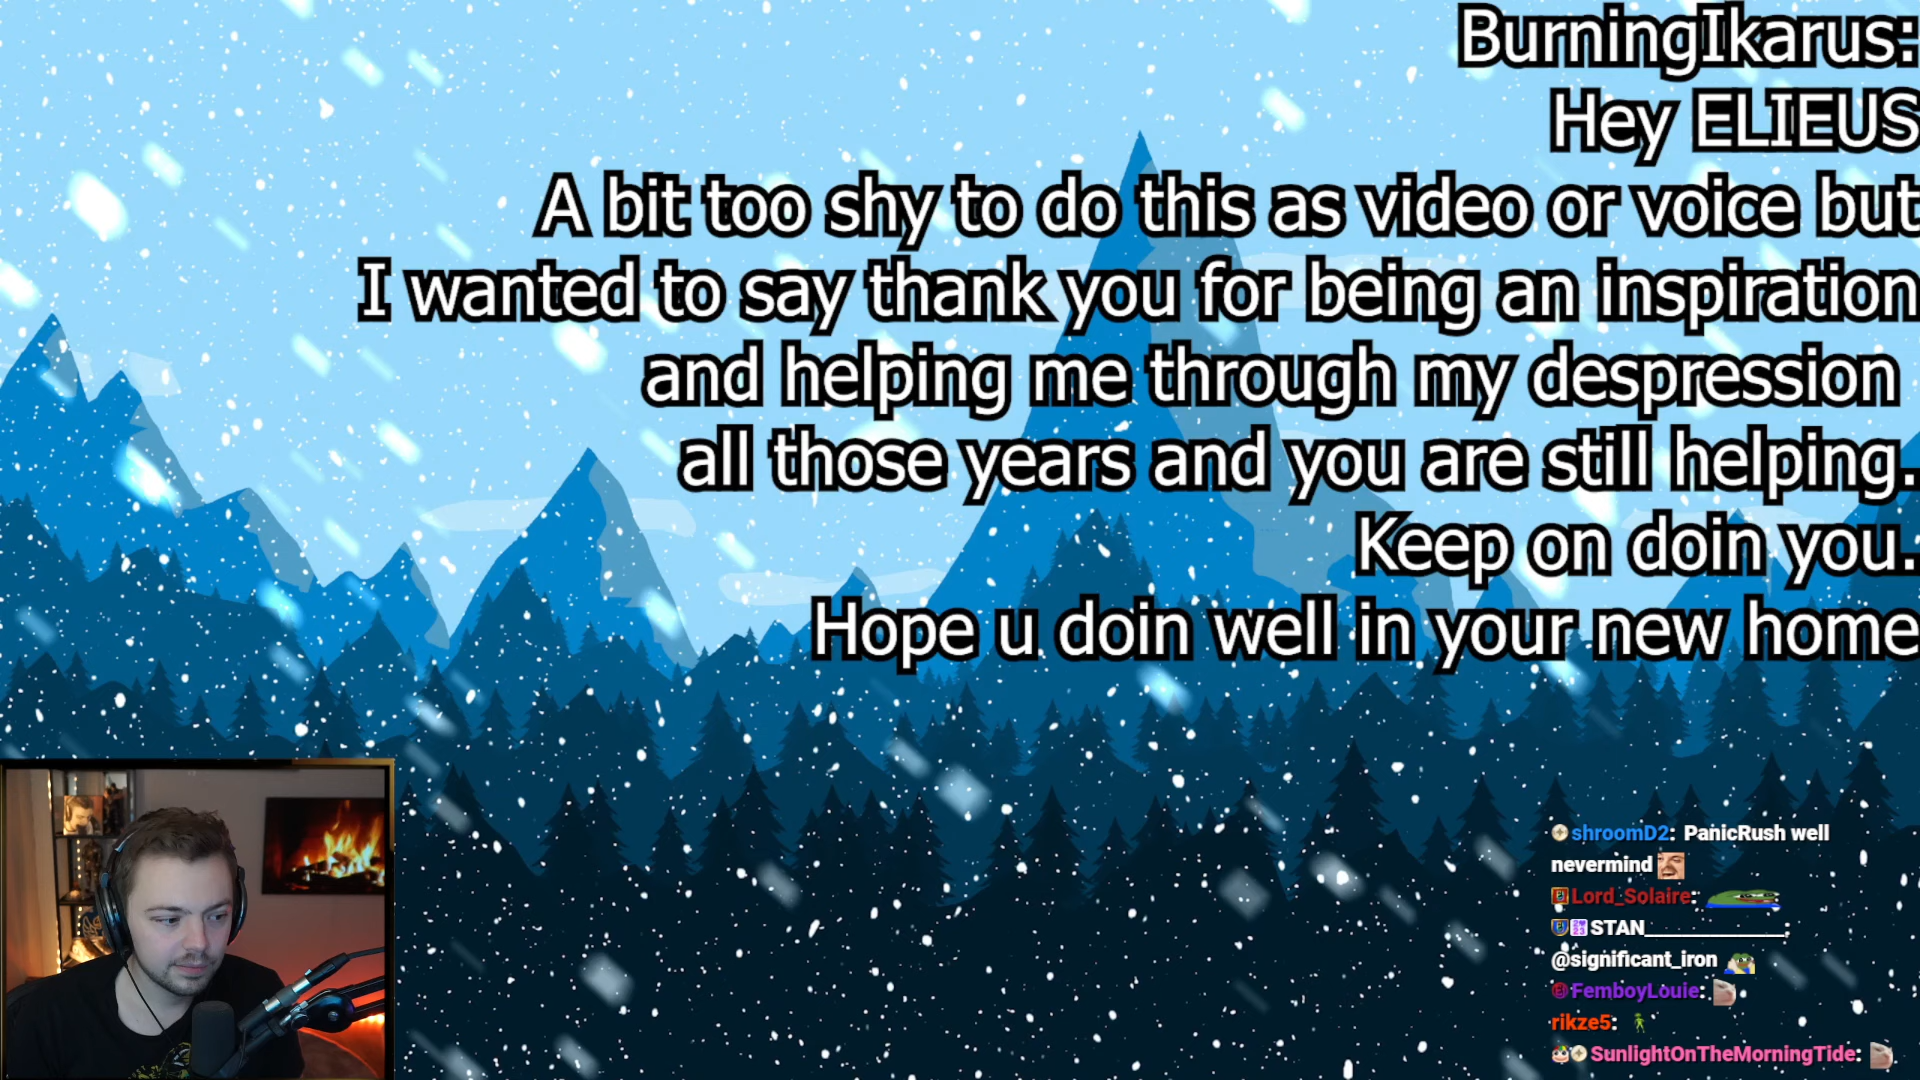 BurningIkarus:
Hey ELIEUS
A bit too shy to do this as video or voice but
I wanted to say thank you for being an inspiration
and helping me through my despression
all those years and you are still helping.
Keep on doin you.
Hope u doin well in your new home
shroomD2: PanicRush well
nevermind
Lord_Solaire:
STAN____________:
@significant_iron
FemboyLouie:
rikze5:
SunlightOnTheMorningTide: